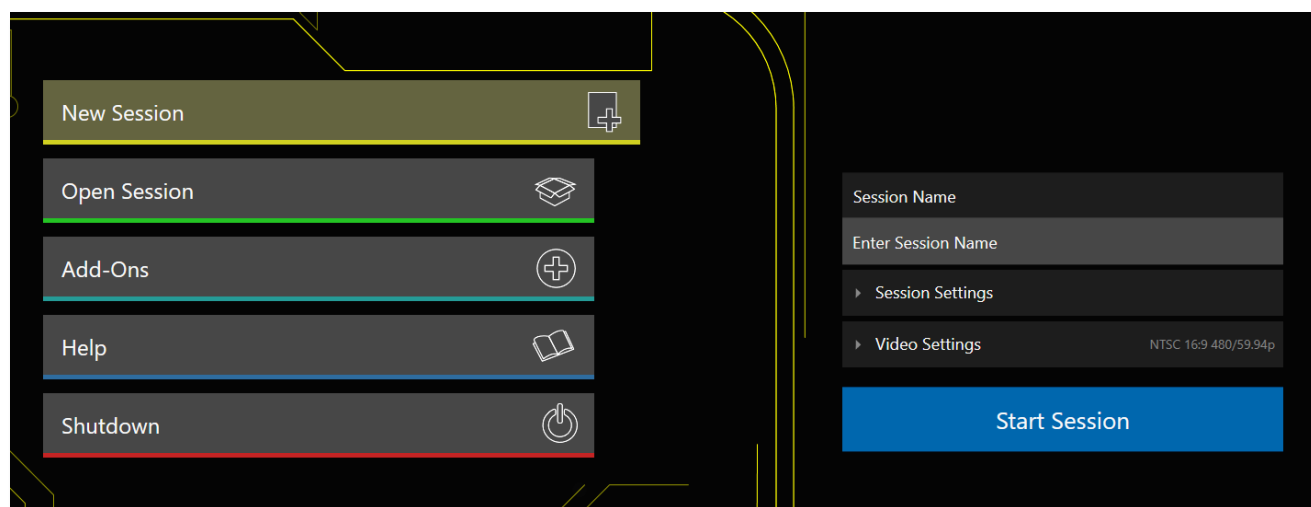 New Session
Open Session
Add-Ons
Help
Shutdown
Session Name
Enter Session Name
Session Settings
Video Settings NTSC 16:9 480/59.94p
Start Session